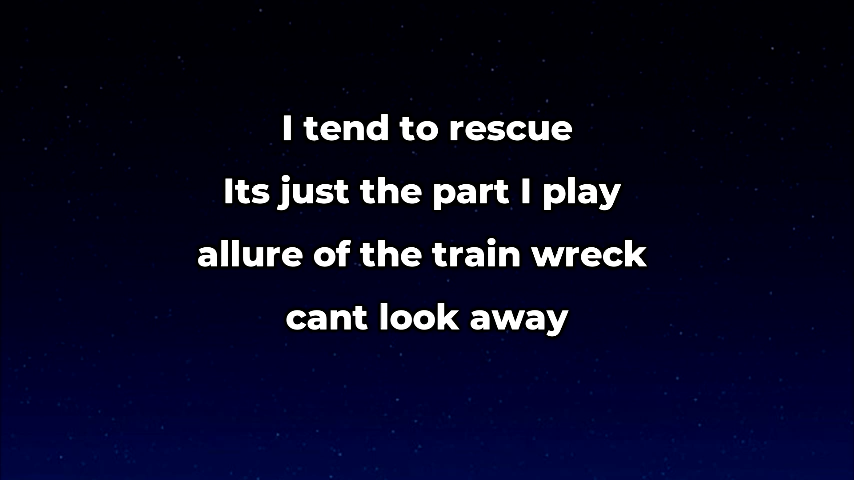 I tend to rescue
Its just the part I play
allure of the train wreck
cant look away